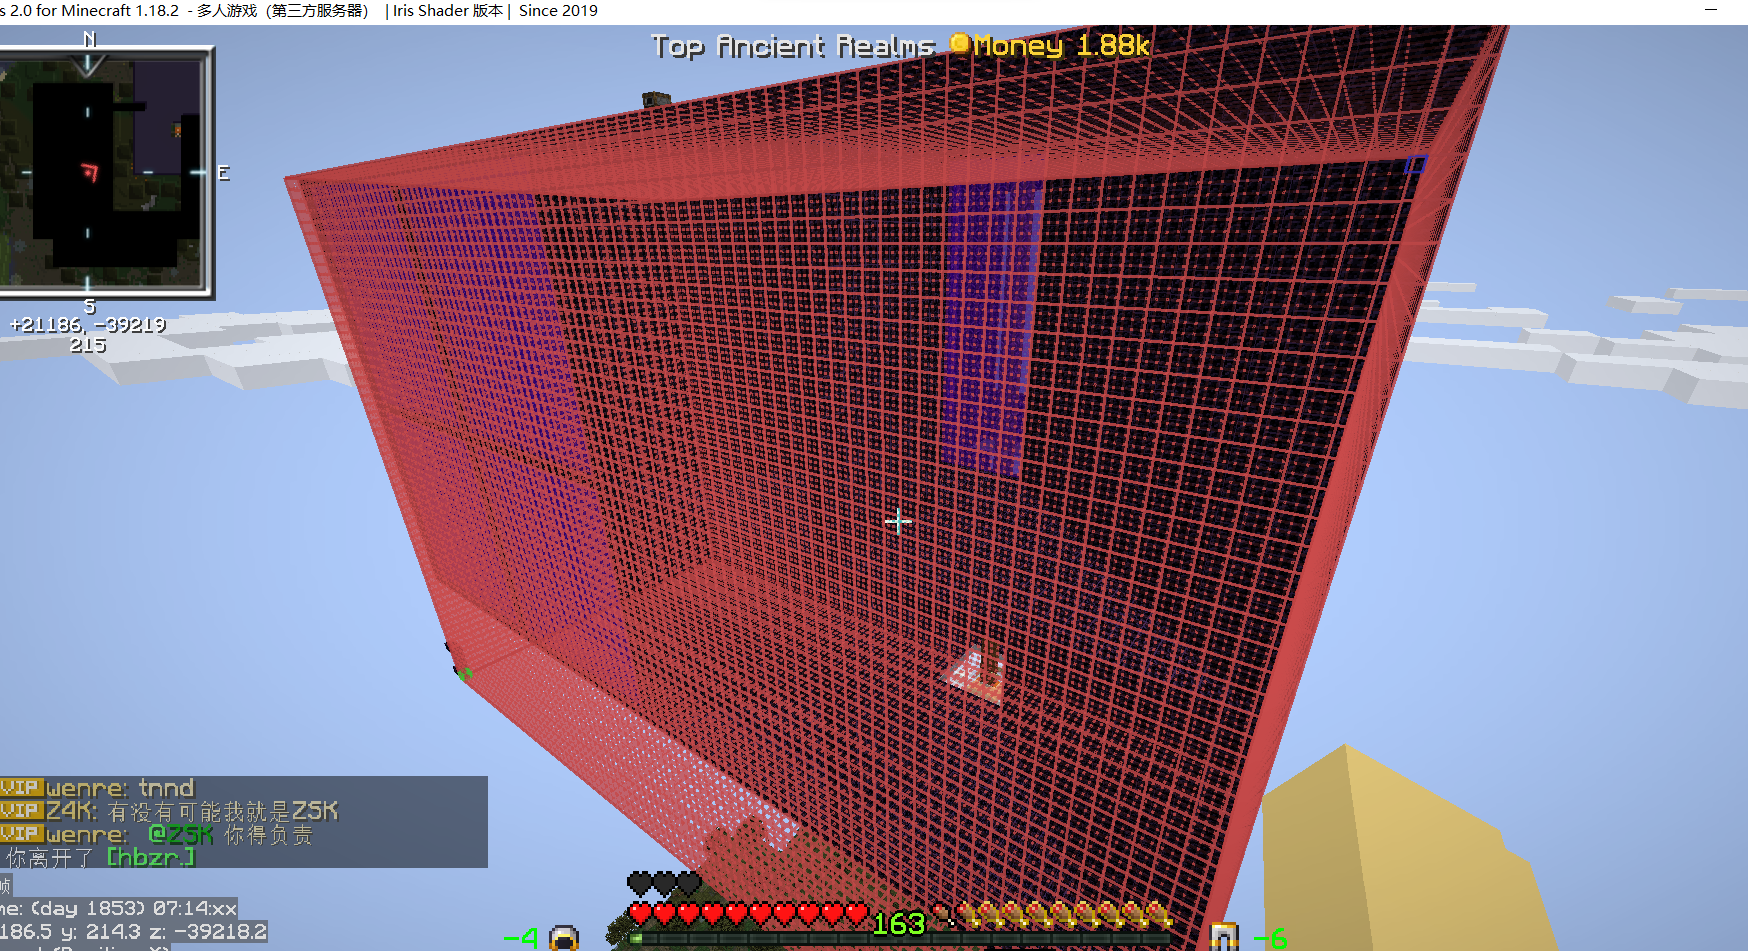 s 2.0 for Minecraft 1.18.2 - 多人游戏（第三方服务器） | Iris Shader 版本 | Since 2019
Top Ancient Realms Money 1.88k
N
E
S
+21186, -39219
215
VIP wenre: tnnd
VIP Z4K: 有没有可能我就是Z5K
VIP wenre: @Z5K 你得负责
你离开了 [hbzr.]
帧
me: (day 1853) 07:14:xx
186.5 y: 214.3 z: -39218.2
163
-4
-6